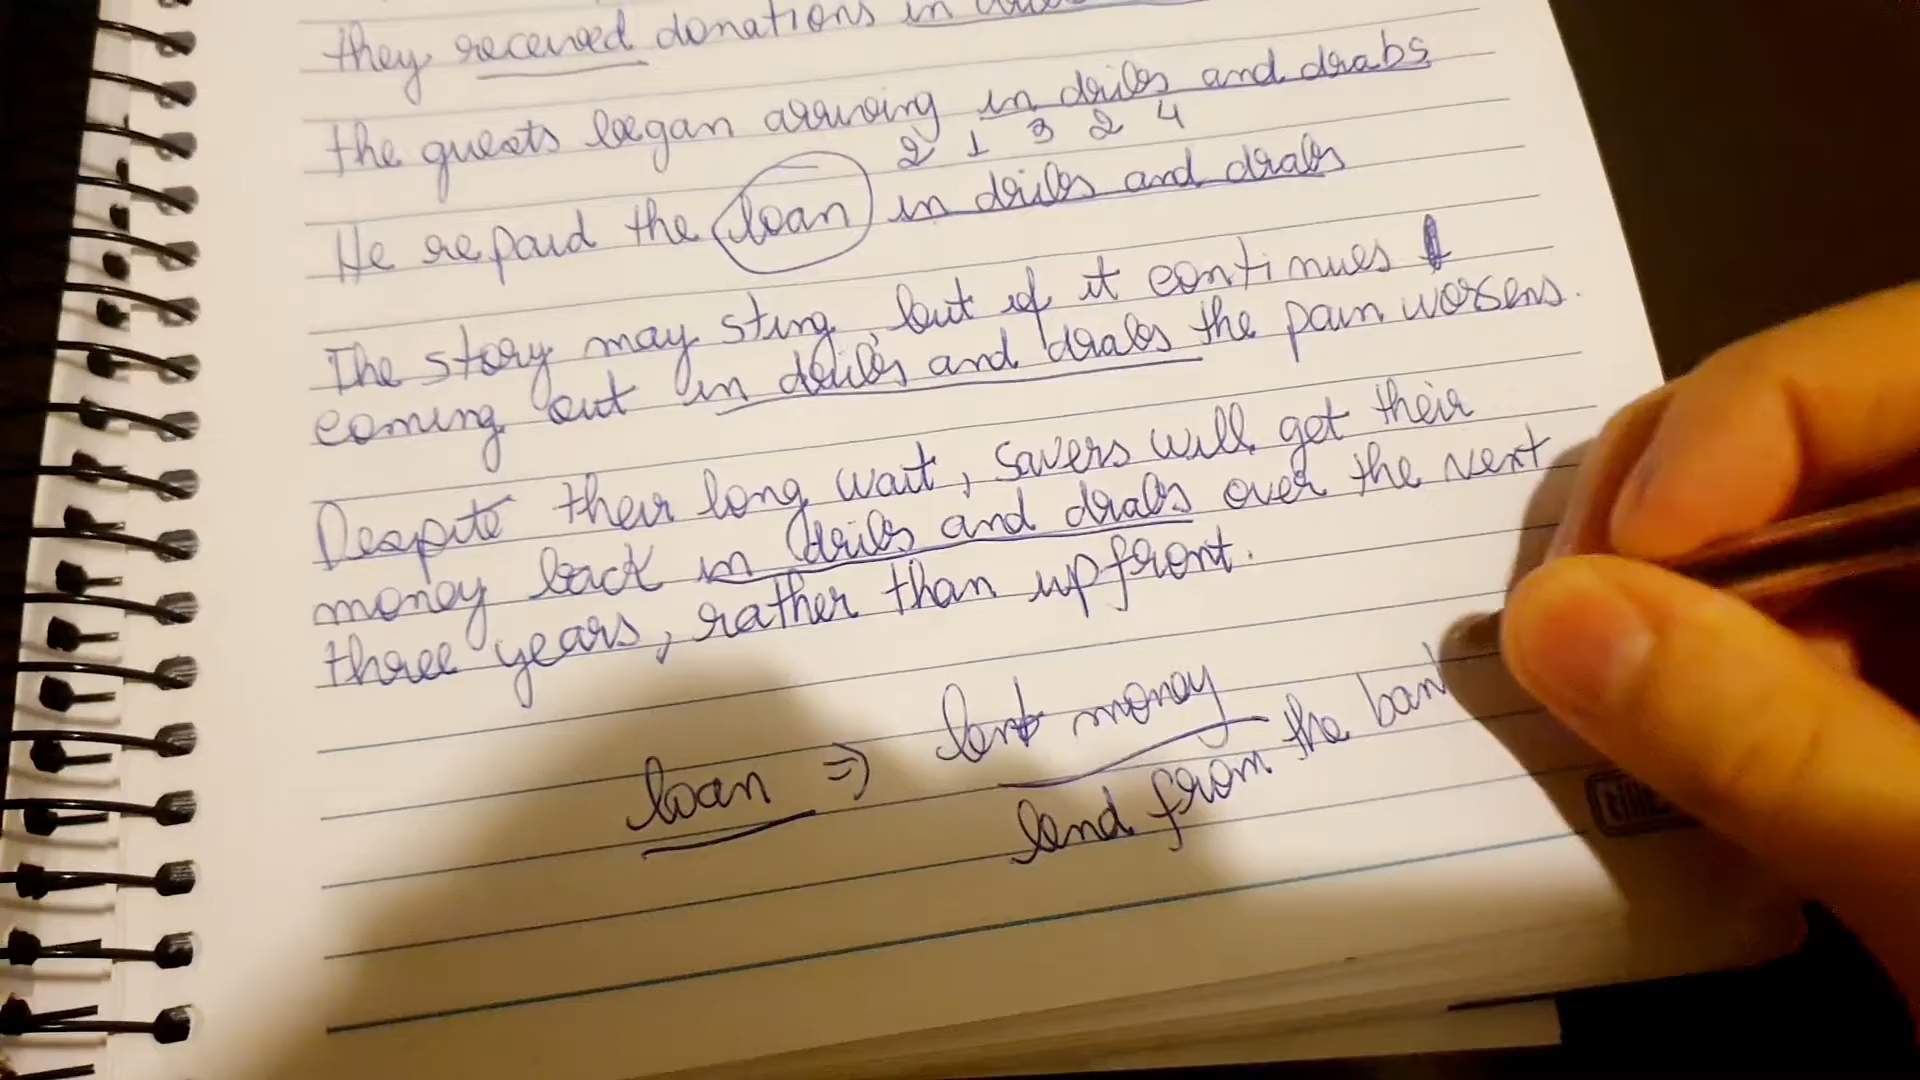 they received donations in
the guests began arriving in dribs and drabs
2 1 3 2 4
He repaid the loan in dribs and drabs
The story may sting, but if it continues
coming out in dribs and drabs the pain worsens.
Despite their long wait, savers will get their
money back in dribs and drabs over the next
three years, rather than upfront.
loan ⇒ lent money
lend from the bank